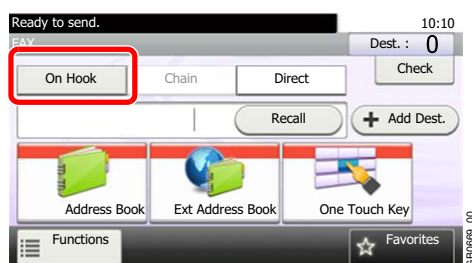 Ready to send.
10:10
FAX
Dest. : 0
On Hook
Chain
Direct
Check
Recall
Add Dest.
Address Book
Ext Address Book
One Touch Key
Functions
Favorites
GB0669_00